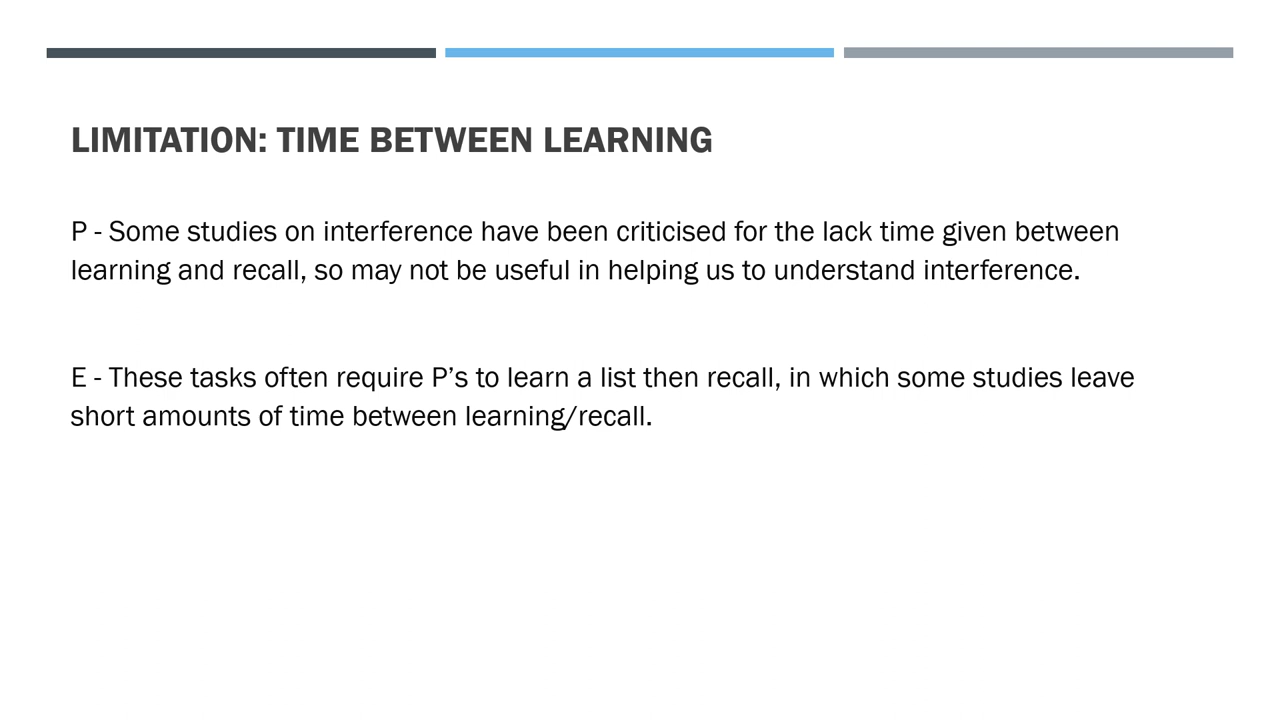 LIMITATION: TIME BETWEEN LEARNING
P - Some studies on interference have been criticised for the lack time given between
learning and recall, so may not be useful in helping us to understand interference.
E - These tasks often require P’s to learn a list then recall, in which some studies leave
short amounts of time between learning/recall.